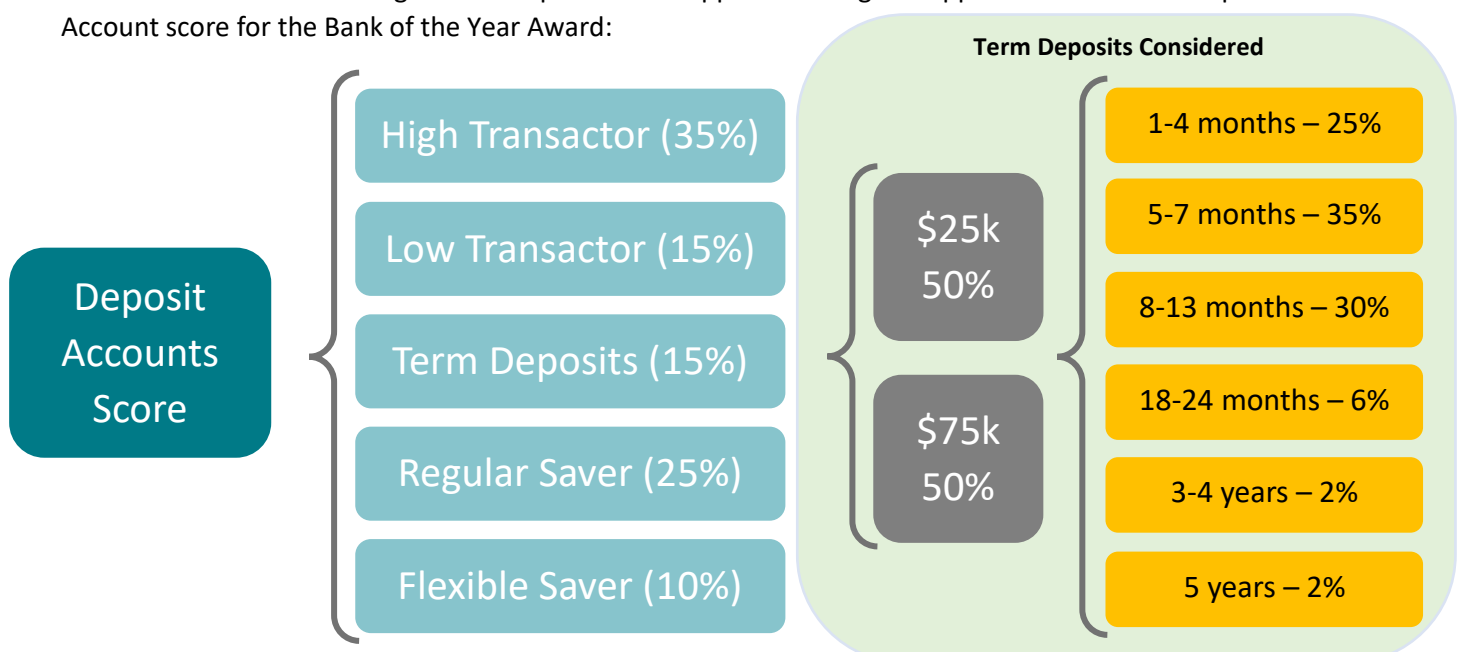 Account score for the Bank of the Year Award:
Term Deposits Considered
Deposit
Accounts
Score
High Transactor (35%)
Low Transactor (15%)
Term Deposits (15%)
Regular Saver (25%)
Flexible Saver (10%)
$25k
50%
$75k
50%
1-4 months – 25%
5-7 months – 35%
8-13 months – 30%
18-24 months – 6%
3-4 years – 2%
5 years – 2%